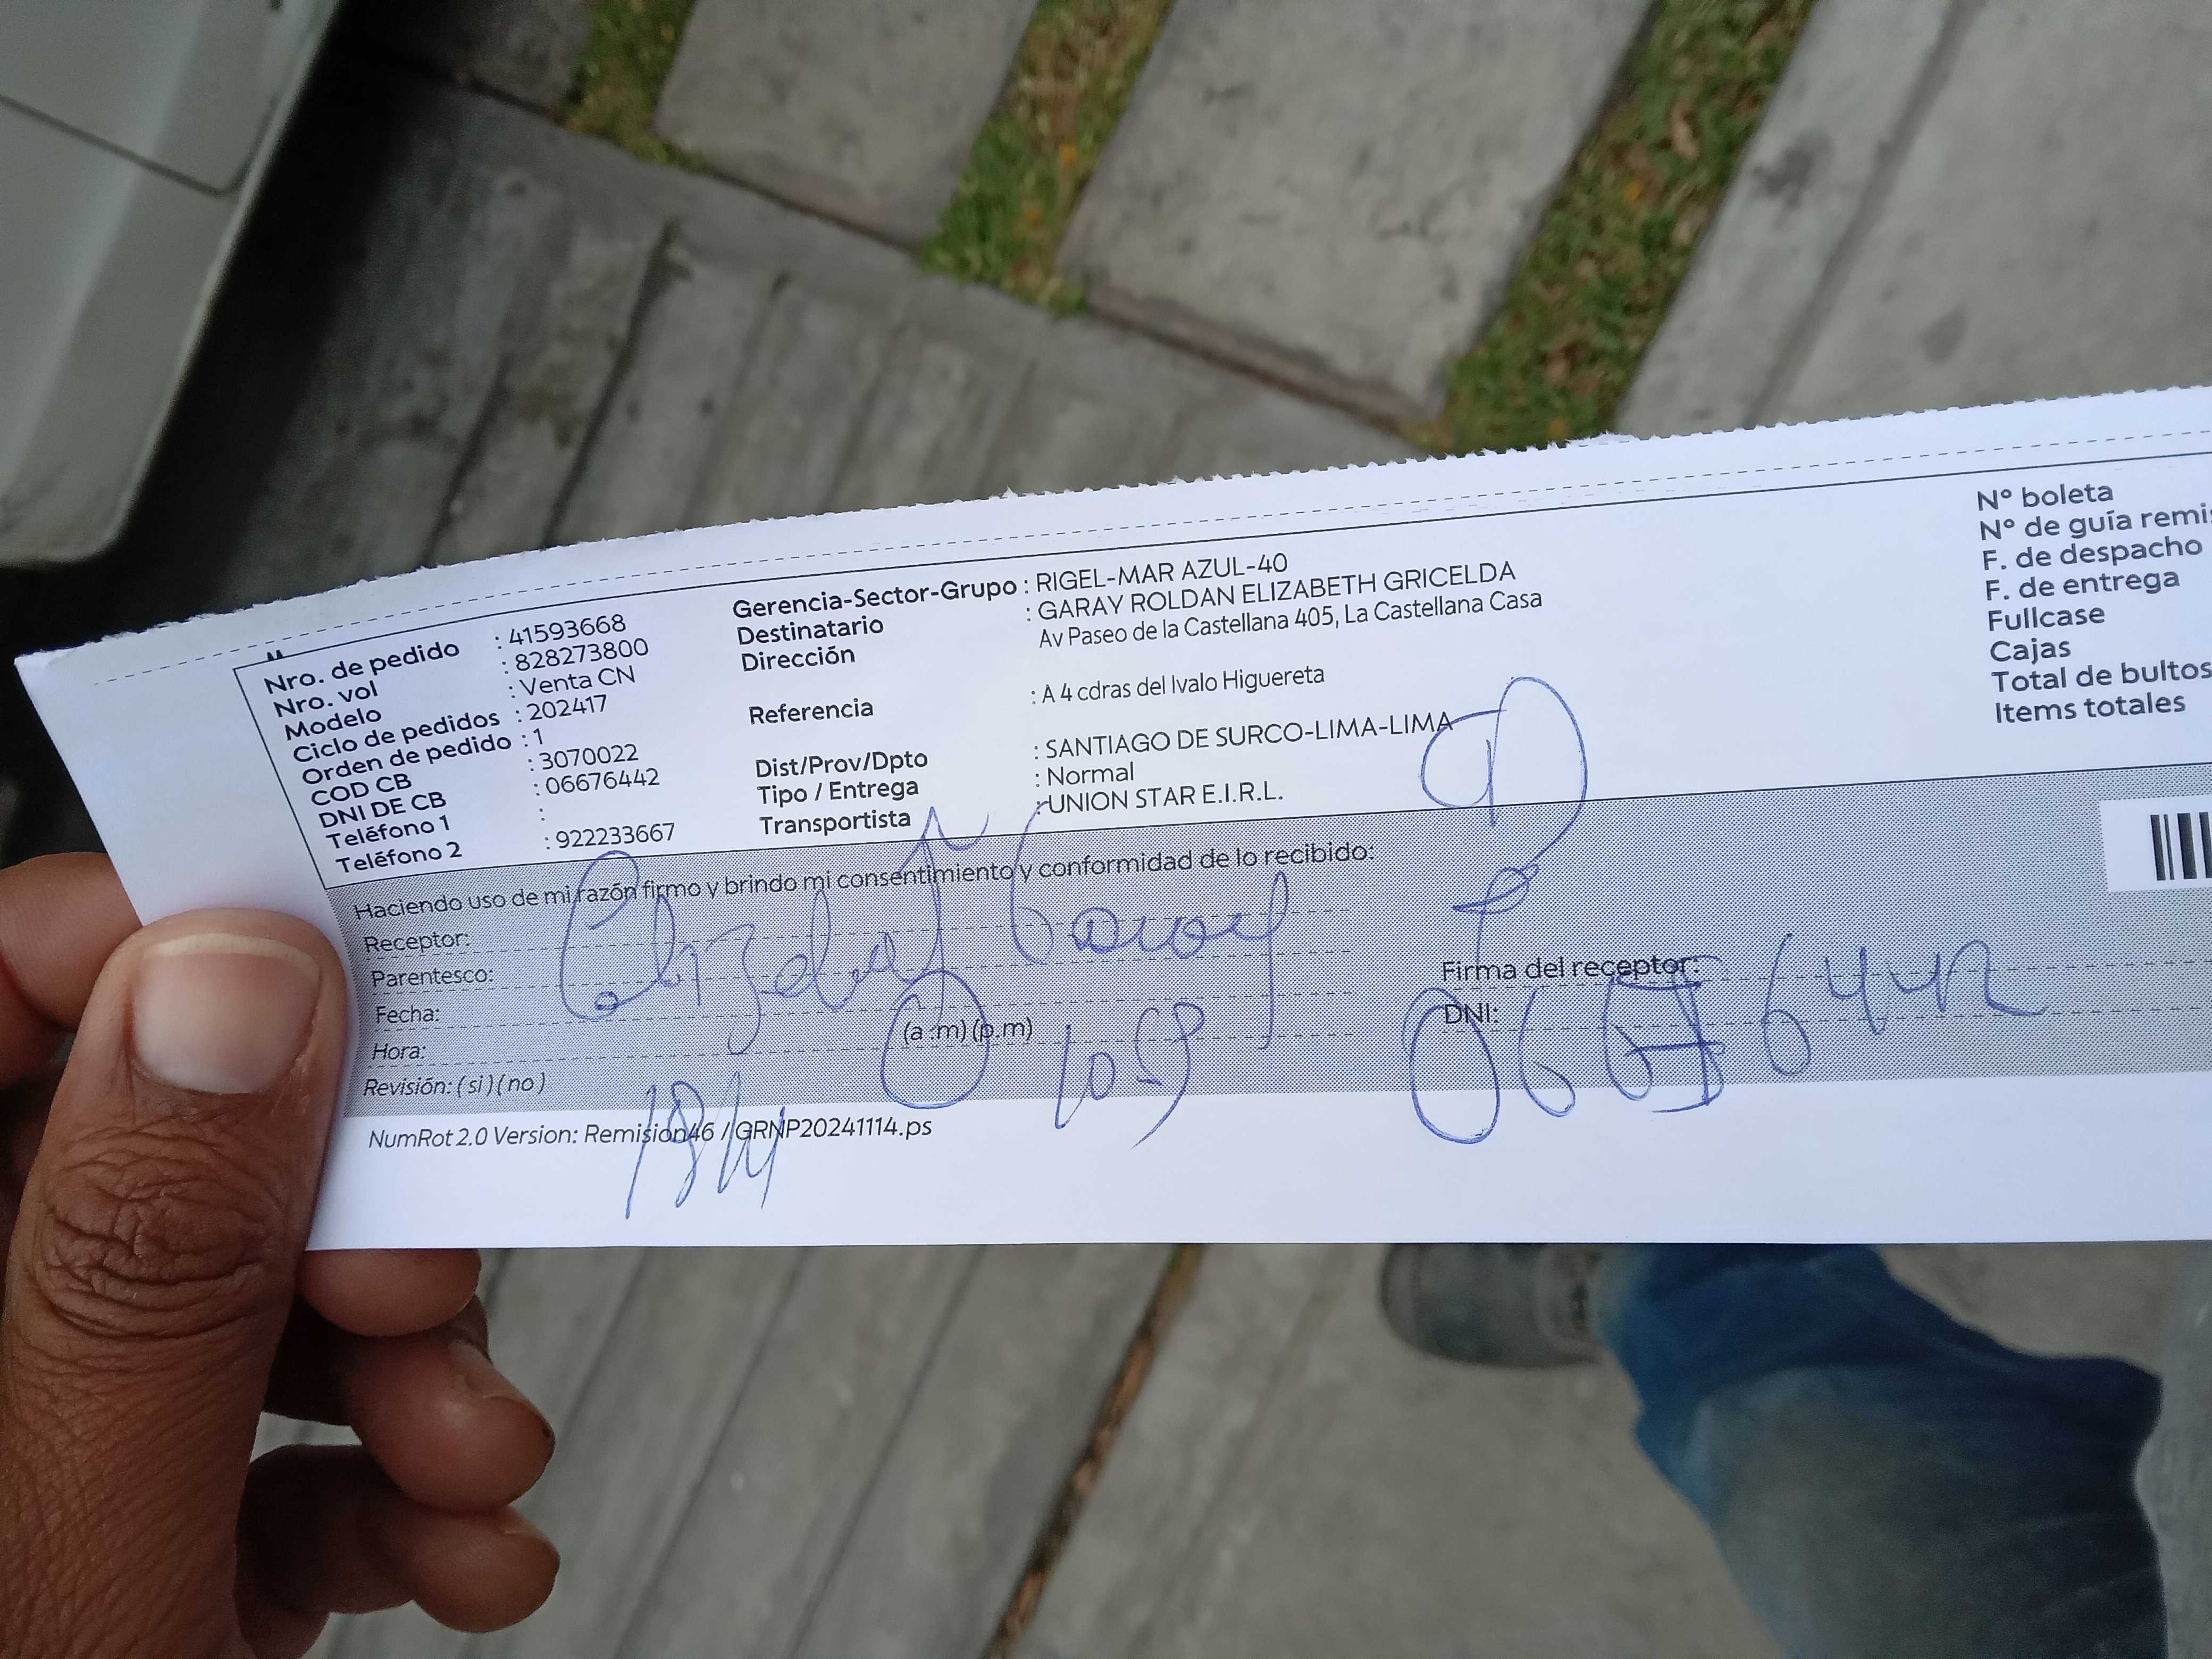 Nro. de pedido : 41593668
Nro. vol : 828273800
Modelo : Venta CN
Ciclo de pedidos : 202417
Orden de pedido : 1
COD CB : 3070022
DNI DE CB : 06676442
Teléfono 1 :
Teléfono 2 : 922233667
Gerencia-Sector-Grupo : RIGEL-MAR AZUL-40
Destinatario : GARAY ROLDAN ELIZABETH GRICELDA
Dirección Av Paseo de la Castellana 405, La Castellana Casa
Referencia : A 4 cdras del Ivalo Higuereta
Dist/Prov/Dpto : SANTIAGO DE SURCO-LIMA-LIMA
Tipo / Entrega : Normal
Transportista : UNION STAR E.I.R.L.
Nº boleta
Nº de guía remis
F. de despacho
F. de entrega
Fullcase
Cajas
Total de bultos
Items totales
Haciendo uso de mi razón firmo y brindo mi consentimiento y conformidad de lo recibido:
Receptor:
Parentesco:
Fecha:
Hora: (a.m) (p.m)
Revisión: (si) (no)
Garay
Firma del receptor:
DNI:
NumRot 2.0 Version: Remision46 / GRNP20241114.ps